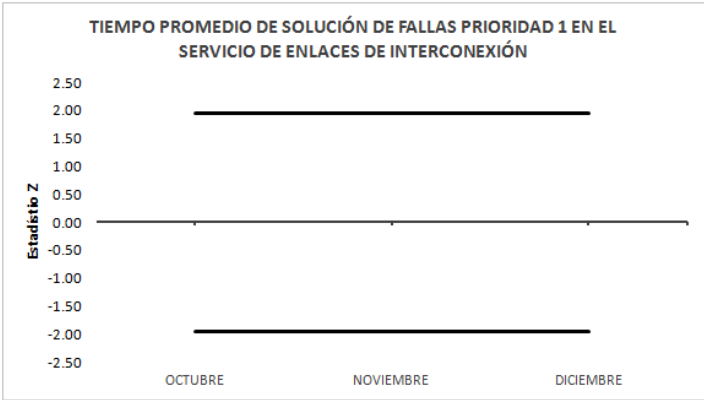 TIEMPO PROMEDIO DE SOLUCIÓN DE FALLAS PRIORIDAD 1 EN EL
SERVICIO DE ENLACES DE INTERCONEXIÓN
2.50
2.00
1.50
1.00
0.50
0.00
-0.50
-1.00
-1.50
-2.00
-2.50
Estadístio Z
OCTUBRE
NOVIEMBRE
DICIEMBRE